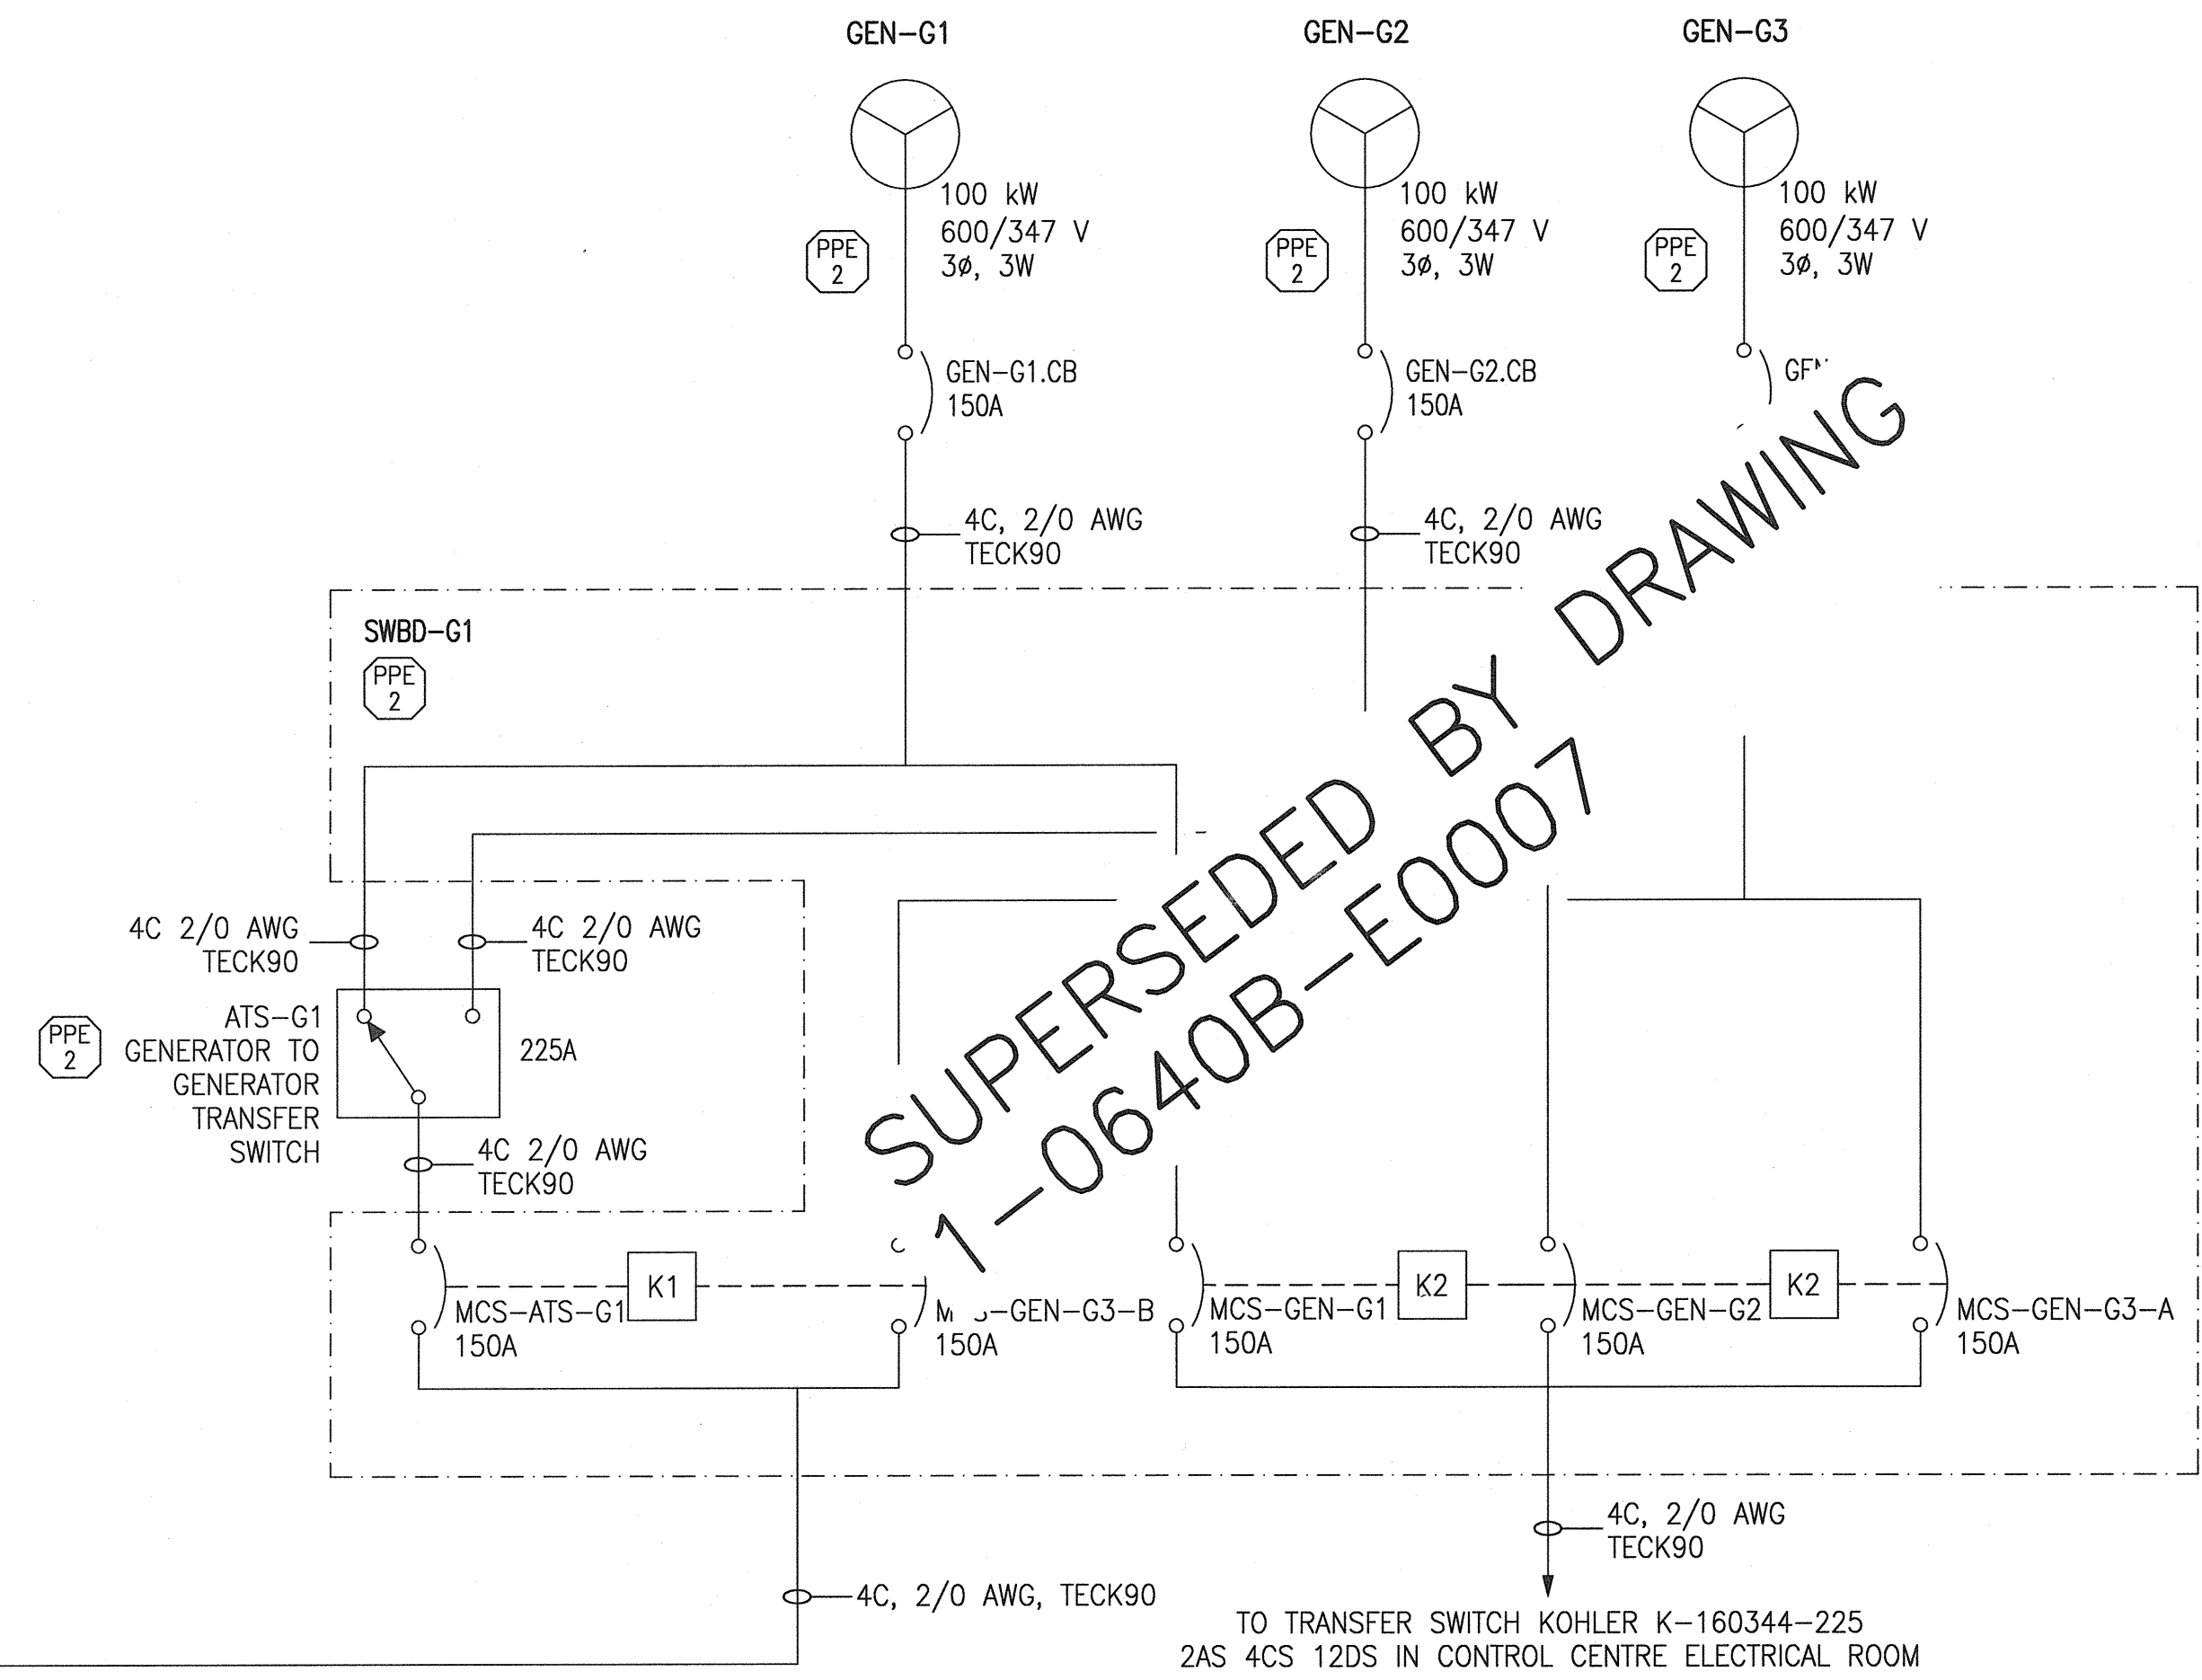 GEN-G1
GEN-G2
GEN-G3
100 kW
600/347 V
3ø, 3W
100 kW
600/347 V
3ø, 3W
100 kW
600/347 V
3ø, 3W
PPE
2
PPE
2
PPE
2
GEN-G1.CB
150A
GEN-G2.CB
150A
4C, 2/0 AWG
TECK90
4C, 2/0 AWG
TECK90
SWBD-G1
PPE
2
SUPERSEDED BY DRAWING
1-0640B-E0007
4C 2/0 AWG
TECK90
4C 2/0 AWG
TECK90
PPE
2
ATS-G1
GENERATOR TO
GENERATOR
TRANSFER
SWITCH
225A
4C 2/0 AWG
TECK90
K1
K2
K2
MCS-ATS-G1
150A
-GEN-G3-B
150A
MCS-GEN-G1
150A
MCS-GEN-G2
150A
MCS-GEN-G3-A
150A
4C, 2/0 AWG
TECK90
4C, 2/0 AWG, TECK90
TO TRANSFER SWITCH KOHLER K-160344-225
2AS 4CS 12DS IN CONTROL CENTRE ELECTRICAL ROOM